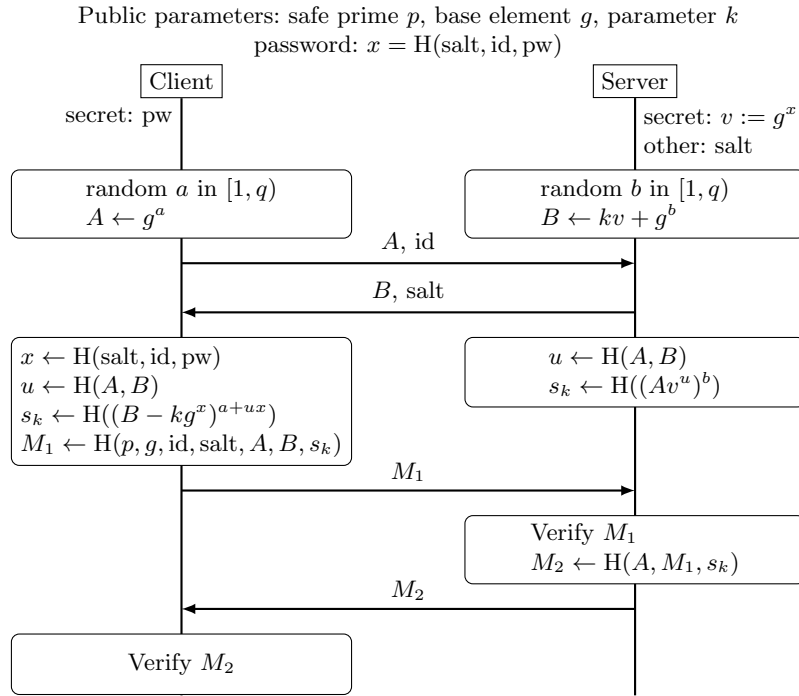 Public parameters: safe prime p, base element g, parameter k
password: x = H(salt, id, pw)
Client
Server
secret: pw
secret: v := g^x
other: salt
random a in [1, q)
A ← g^a
random b in [1, q)
B ← kv + g^b
A, id
B, salt
x ← H(salt, id, pw)
u ← H(A, B)
s_k ← H((B − kg^x)^{a+ux})
M_1 ← H(p, g, id, salt, A, B, s_k)
u ← H(A, B)
s_k ← H((Av^u)^b)
M_1
Verify M_1
M_2 ← H(A, M_1, s_k)
M_2
Verify M_2